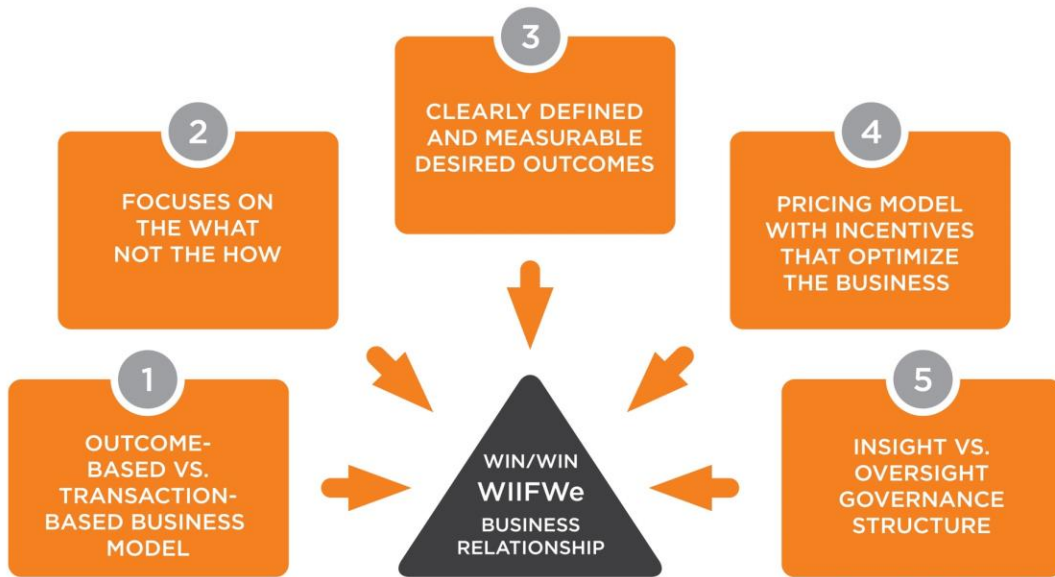 1
OUTCOME-
BASED VS.
TRANSACTION-
BASED BUSINESS
MODEL
2
FOCUSES ON
THE WHAT
NOT THE HOW
3
CLEARLY DEFINED
AND MEASURABLE
DESIRED OUTCOMES
4
PRICING MODEL
WITH INCENTIVES
THAT OPTIMIZE
THE BUSINESS
5
INSIGHT VS.
OVERSIGHT
GOVERNANCE
STRUCTURE
WIN/WIN
WIIFWe
BUSINESS
RELATIONSHIP